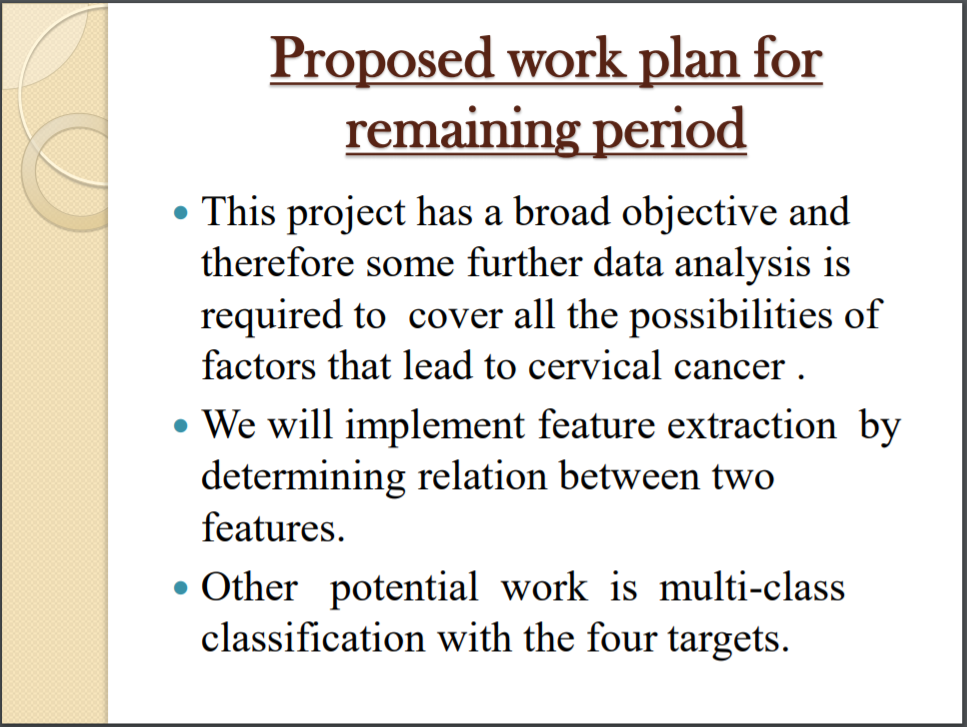 Proposed work plan for
remaining period
• This project has a broad objective and
therefore some further data analysis is
required to  cover all the possibilities of
factors that lead to cervical cancer .
• We will implement feature extraction  by
determining relation between two
features.
• Other   potential  work  is  multi-class
classification with the four targets.